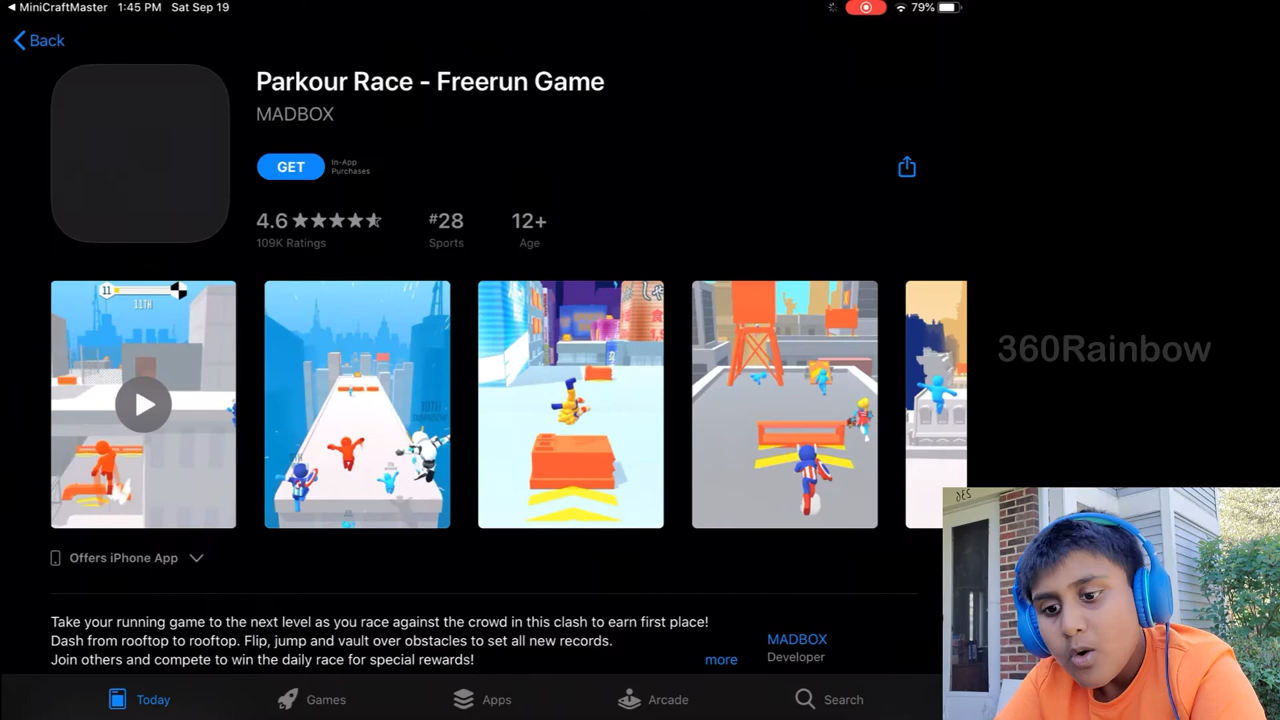 MiniCraftMaster 1:45 PM Sat Sep 19 79%
Back
Parkour Race - Freerun Game
MADBOX
GET In-App Purchases
4.6 #28 12+
109K Ratings Sports Age
11
11TH
10TH
Offers iPhone App
360Rainbow
236
Take your running game to the next level as you race against the crowd in this clash to earn first place!
Dash from rooftop to rooftop. Flip, jump and vault over obstacles to set all new records.
Join others and compete to win the daily race for special rewards!
more
MADBOX
Developer
Today Games Apps Arcade Search